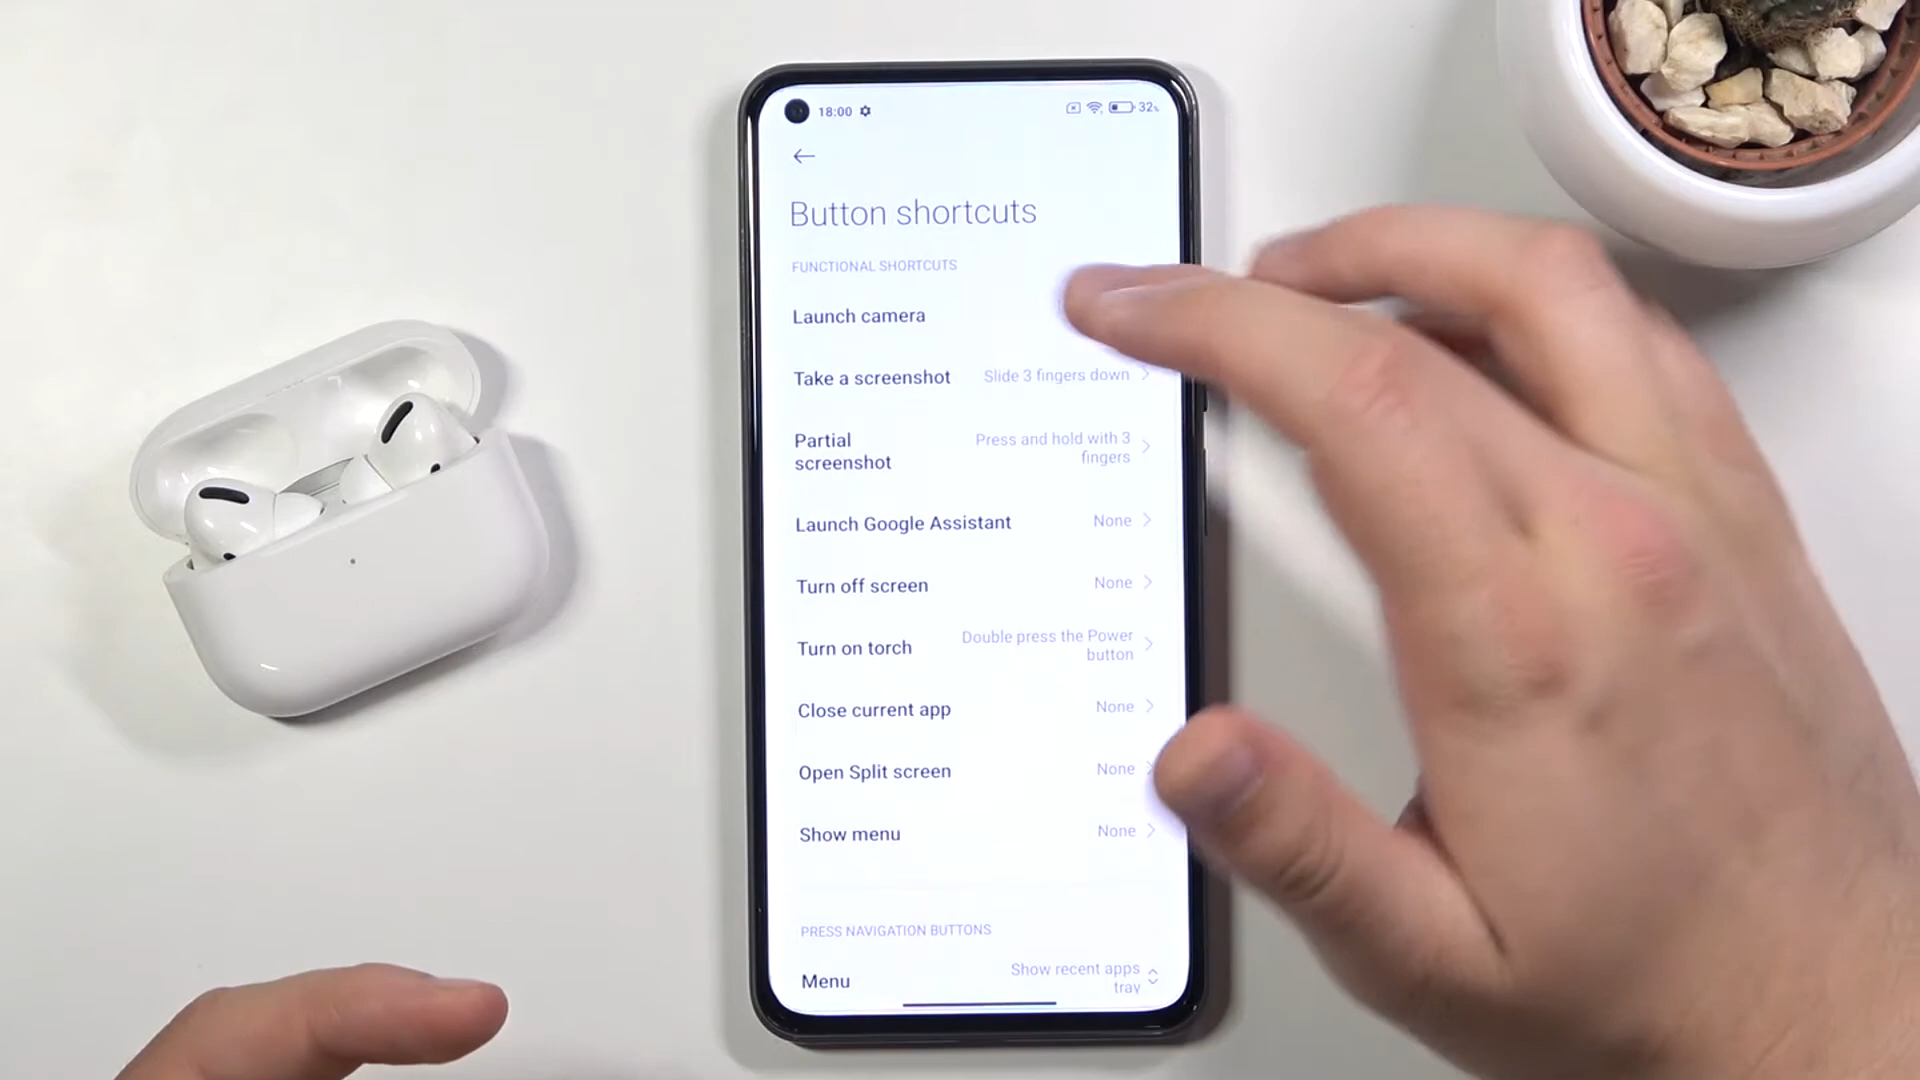 18:00
32%
Button shortcuts
FUNCTIONAL SHORTCUTS
Launch camera
Take a screenshot Slide 3 fingers down
Partial screenshot Press and hold with 3 fingers
Launch Google Assistant None
Turn off screen None
Turn on torch Double press the Power button
Close current app None
Open Split screen None
Show menu None
PRESS NAVIGATION BUTTONS
Menu Show recent apps tray